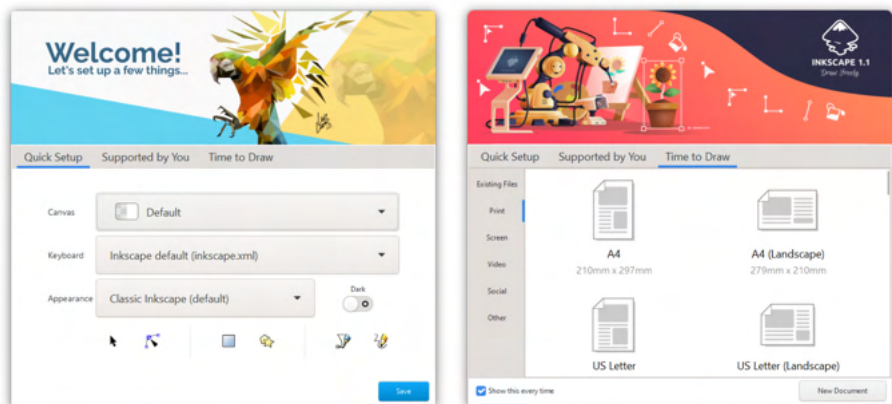 Welcome!
Let's set up a few things...
Quick Setup Supported by You Time to Draw
Canvas Default
Keyboard Inkscape default (inkscape.xml)
Appearance Classic Inkscape (default) Dark
Save
INKSCAPE 1.1
Draw Freely
Quick Setup Supported by You Time to Draw
Existing Files
Print
Screen
Video
Social
Other
A4
210mm x 297mm
A4 (Landscape)
279mm x 210mm
US Letter
US Letter (Landscape)
Show this every time
New Document